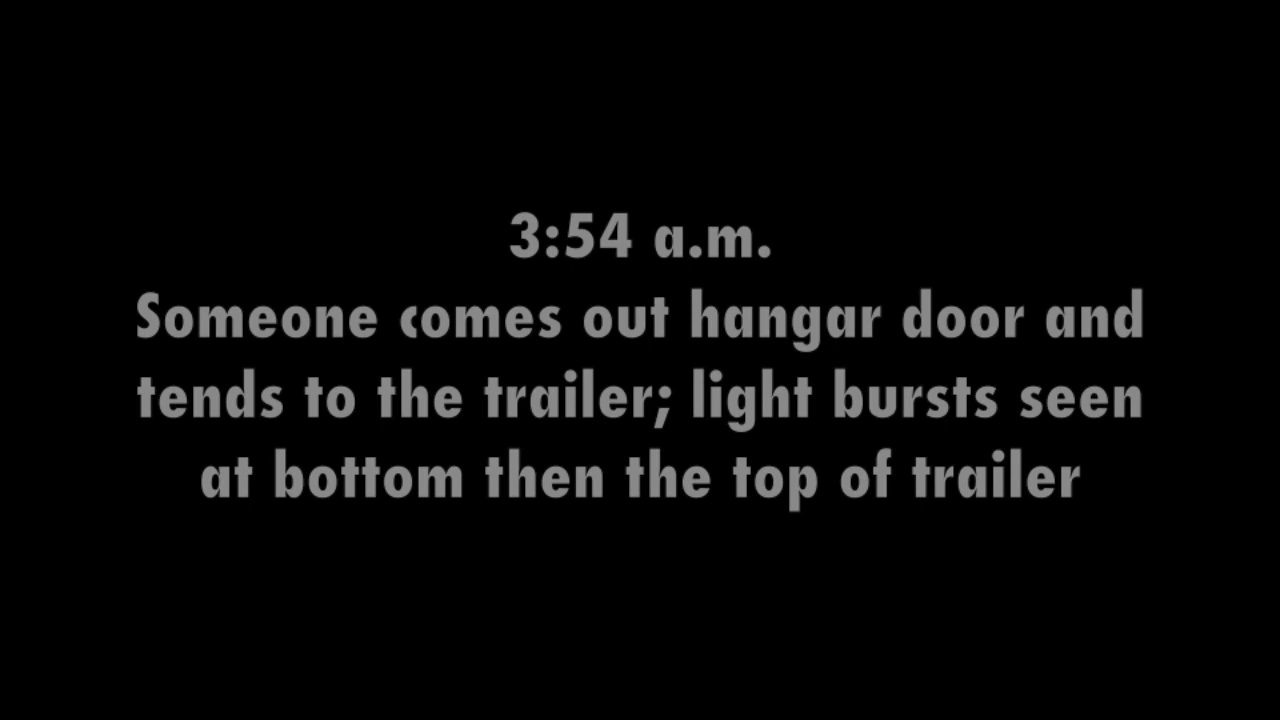 3:54 a.m.
Someone comes out hangar door and
tends to the trailer; light bursts seen
at bottom then the top of trailer